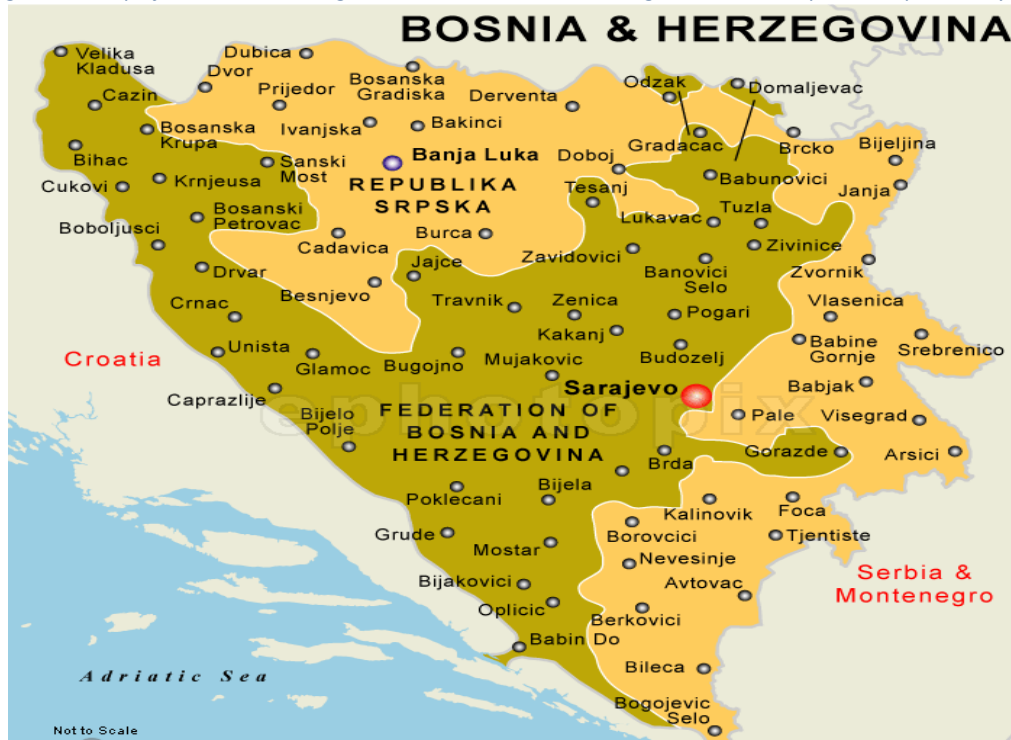 BOSNIA & HERZEGOVINA
Velika
Kladusa
Dubica
Dvor
Bosanska
Gradiska
Odzak
Domaljevac
Cazin
Prijedor
Derventa
Bosanska
Krupa
Ivanjska
Bakinci
Gradacac
Brcko
Bijeljina
Bihac
Sanski
Most
Banja Luka
Doboj
Cukovi
Krnjeusa
REPUBLIKA
SRPSKA
Tesanj
Babunovici
Janja
Bosanski
Petrovac
Lukavac
Tuzla
Boboljusci
Cadavica
Burca
Zavidovici
Zivinice
Drvar
Jajce
Banovici
Selo
Zvornik
Besnjevo
Crnac
Travnik
Zenica
Pogari
Vlasenica
Kakanj
Unista
Babine
Gornje
Srebrenico
Croatia
Glamoc
Bugojno
Mujakovic
Budozelj
Sarajevo
Babjak
Caprazlije
Bijelo
Polje
ephotopix
FEDERATION OF
BOSNIA AND
HERZEGOVINA
Pale
Visegrad
Brda
Gorazde
Arsici
Poklecani
Bijela
Kalinovik
Foca
Grude
Borovcici
Tjentiste
Mostar
Nevesinje
Serbia &
Montenegro
Bijakovici
Avtovac
Oplicic
Berkovici
Babin Do
Bileca
Adriatic Sea
Bogojevic
Selo
Not to Scale